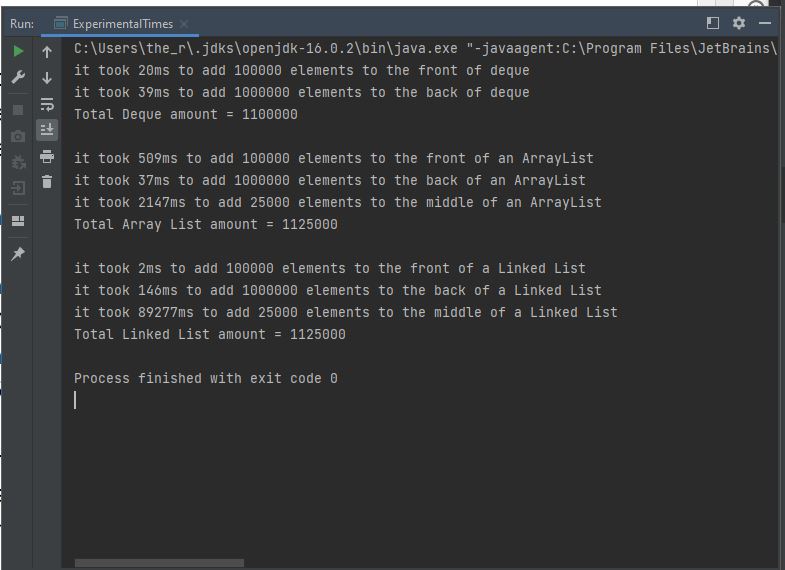 Run: ExperimentalTimes
C:\Users\the_r\.jdks\openjdk-16.0.2\bin\java.exe "-javaagent:C:\Program Files\JetBrains\
it took 20ms to add 100000 elements to the front of deque
it took 39ms to add 1000000 elements to the back of deque
Total Deque amount = 1100000
it took 509ms to add 100000 elements to the front of an ArrayList
it took 37ms to add 1000000 elements to the back of an ArrayList
it took 2147ms to add 25000 elements to the middle of an ArrayList
Total Array List amount = 1125000
it took 2ms to add 100000 elements to the front of a Linked List
it took 146ms to add 1000000 elements to the back of a Linked List
it took 89277ms to add 25000 elements to the middle of a Linked List
Total Linked List amount = 1125000
Process finished with exit code 0